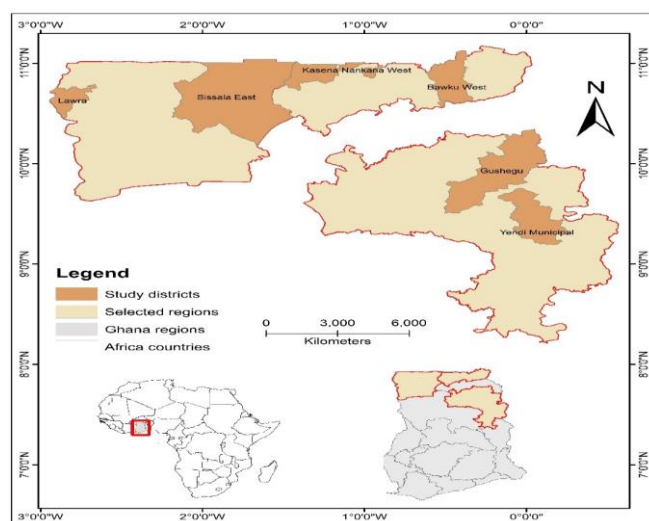 3°0'0"W 2°0'0"W 1°0'0"W 0°0'0"
11°0'0"N
10°0'0"N
9°0'0"N
8°0'0"N
7°0'0"N
Kasena Nankana West
Bawku West
Lawra
Sissala East
N
Gushegu
Yendi Municipal
Legend
Study districts
Selected regions
Ghana regions
Africa countries
0 3,000 6,000
Kilometers
11°0'0"N
10°0'0"N
9°0'0"N
8°0'0"N
7°0'0"N
3°0'0"W 2°0'0"W 1°0'0"W 0°0'0"